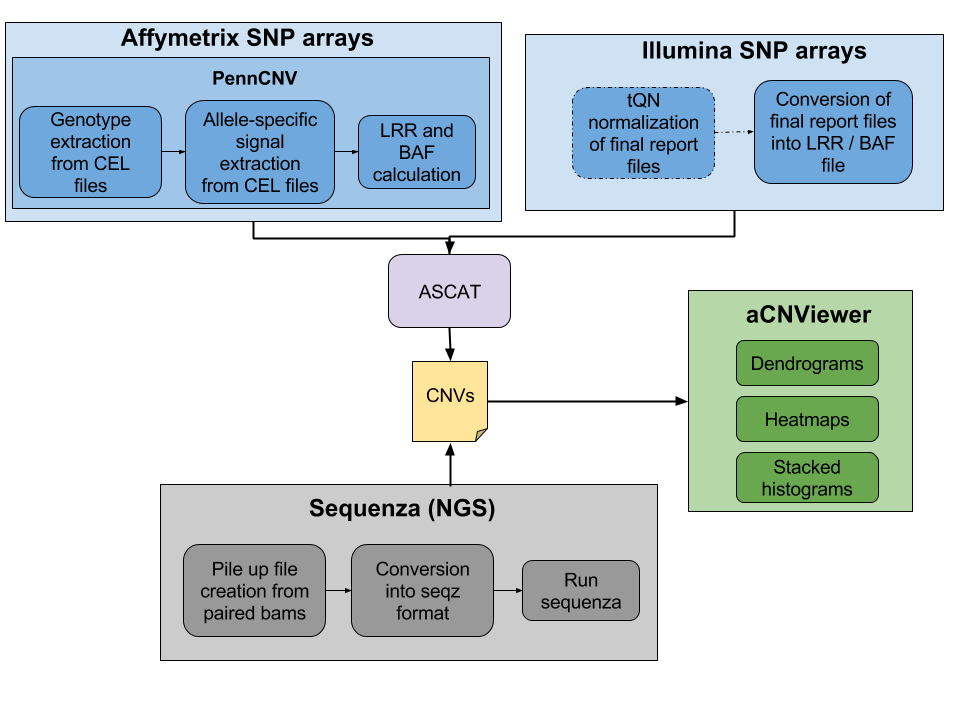 Affymetrix SNP arrays
PennCNV
Genotype
extraction
from CEL
files
Allele-specific
signal
extraction
from CEL files
LRR and
BAF
calculation
Illumina SNP arrays
tQN
normalization
of final report
files
Conversion of
final report files
into LRR / BAF
file
ASCAT
CNVs
aCNViewer
Dendrograms
Heatmaps
Stacked
histograms
Sequenza (NGS)
Pile up file
creation from
paired bams
Conversion
into seqz
format
Run
sequenza